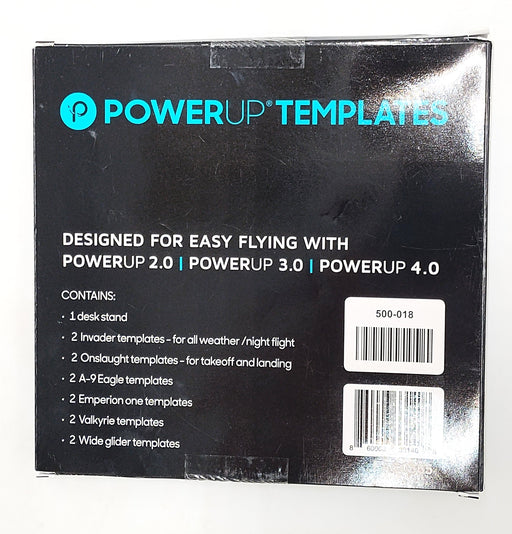 POWERUP® TEMPLATES
DESIGNED FOR EASY FLYING WITH
POWERUP 2.0 | POWERUP 3.0 | POWERUP 4.0
CONTAINS:
• 1 desk stand
• 2 Invader templates - for all weather /night flight
• 2 Onslaught templates - for takeoff and landing
• 2 A-9 Eagle templates
• 2 Emperion one templates
• 2 Valkyrie templates
• 2 Wide glider templates
500-018